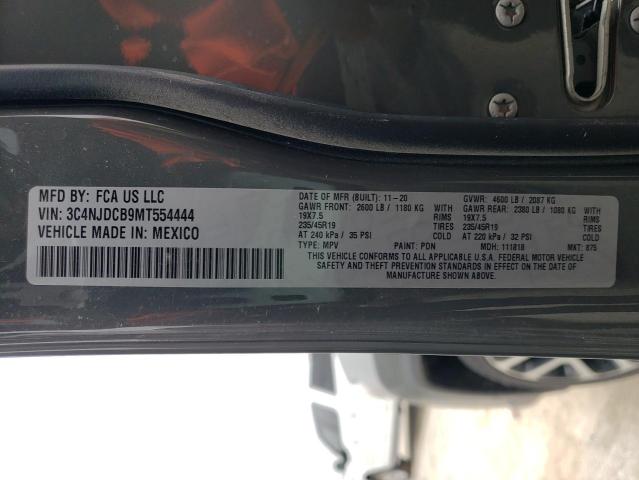 MFD BY: FCA US LLC
VIN: 3C4NJDCB9MT554444
VEHICLE MADE IN: MEXICO
DATE OF MFR (BUILT): 11-20 GVWR: 4600 LB / 2087 KG
GAWR FRONT: 2600 LB / 1180 KG WITH GAWR REAR: 2380 LB / 1080 KG WITH
19X7.5 RIMS 19X7.5 RIMS
235/45R19 TIRES 235/45R19 TIRES
AT 240 kPa / 35 PSI COLD AT 220 kPa / 32 PSI COLD
TYPE: MPV PAINT: PDN MDH: 111818 MKT: 875
THIS VEHICLE CONFORMS TO ALL APPLICABLE U.S.A. FEDERAL MOTOR VEHICLE
SAFETY AND THEFT PREVENTION STANDARDS IN EFFECT ON THE DATE OF
MANUFACTURE SHOWN ABOVE.